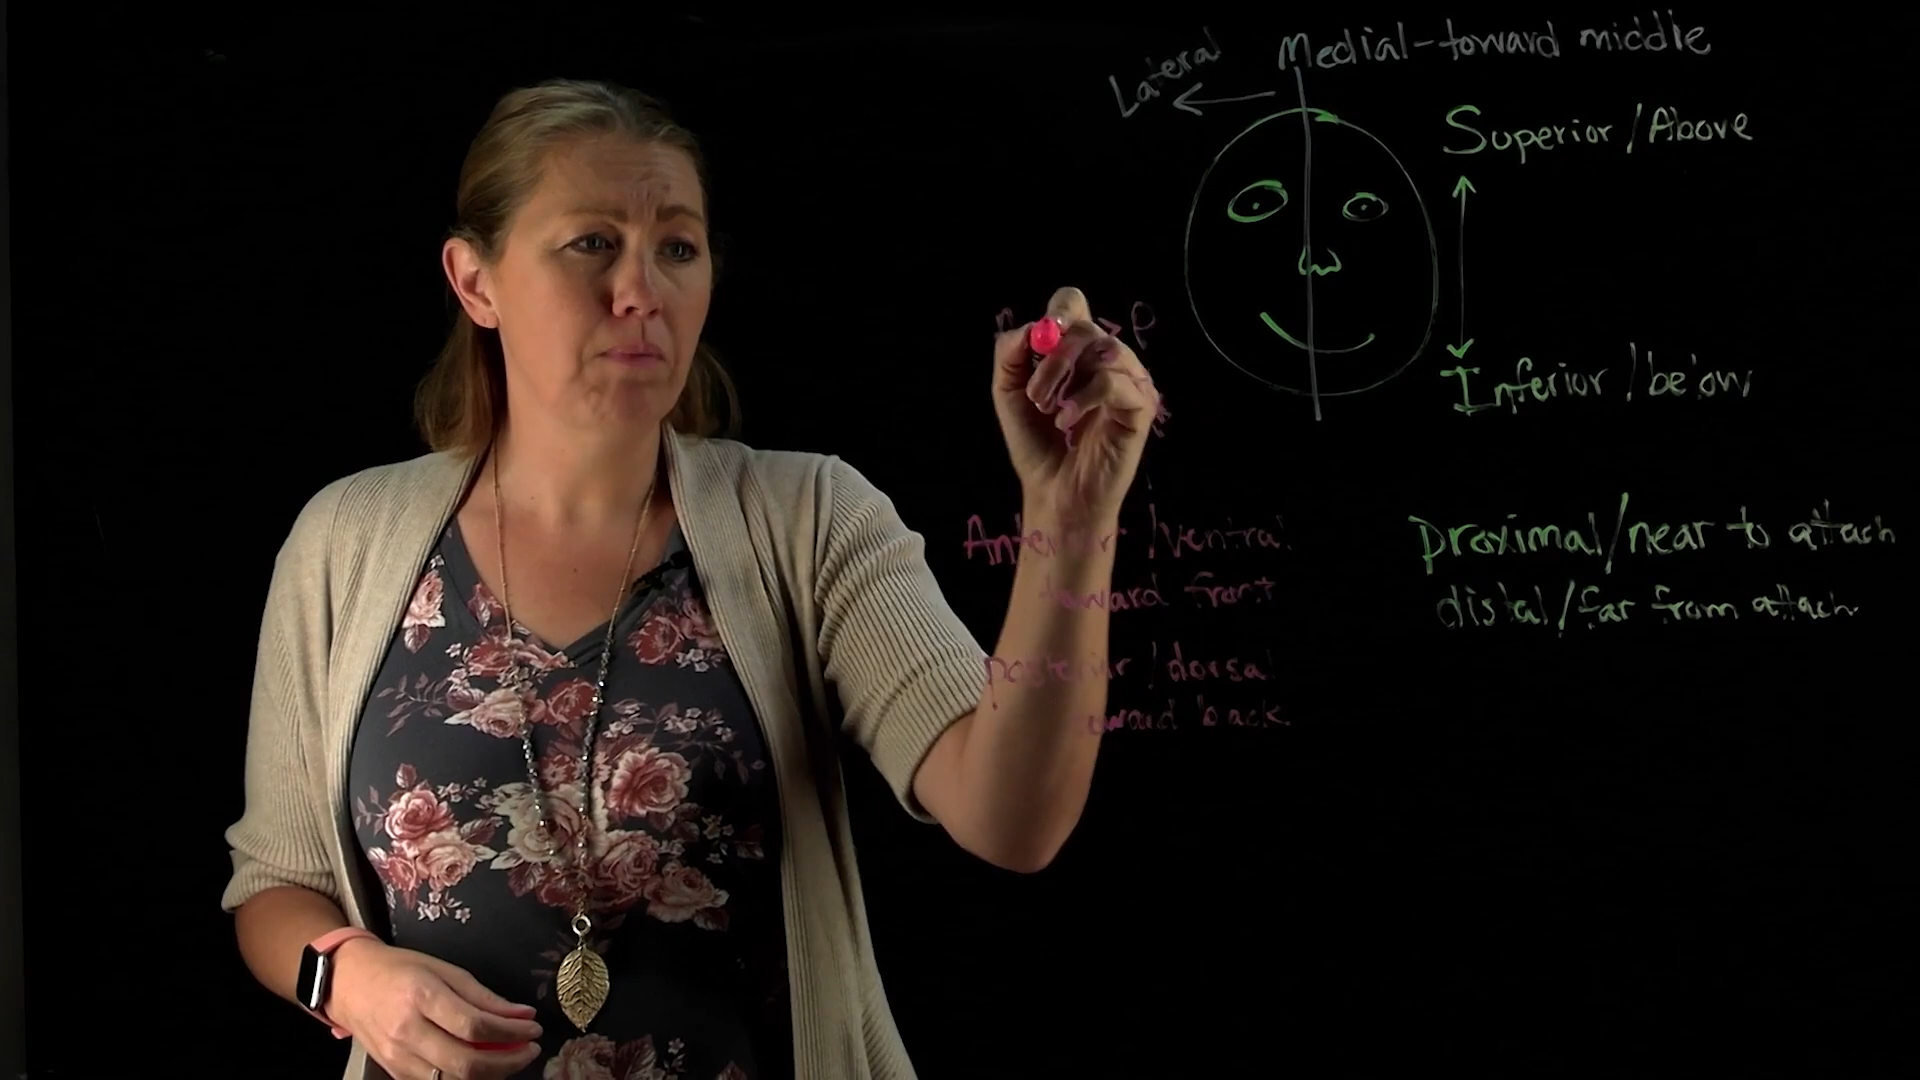 Lateral
Medial-toward middle
Superior/Above
p
Inferior/below
Anterior/ventral
toward front
proximal/near to attach
distal/far from attach
posterior/dorsal
toward back.